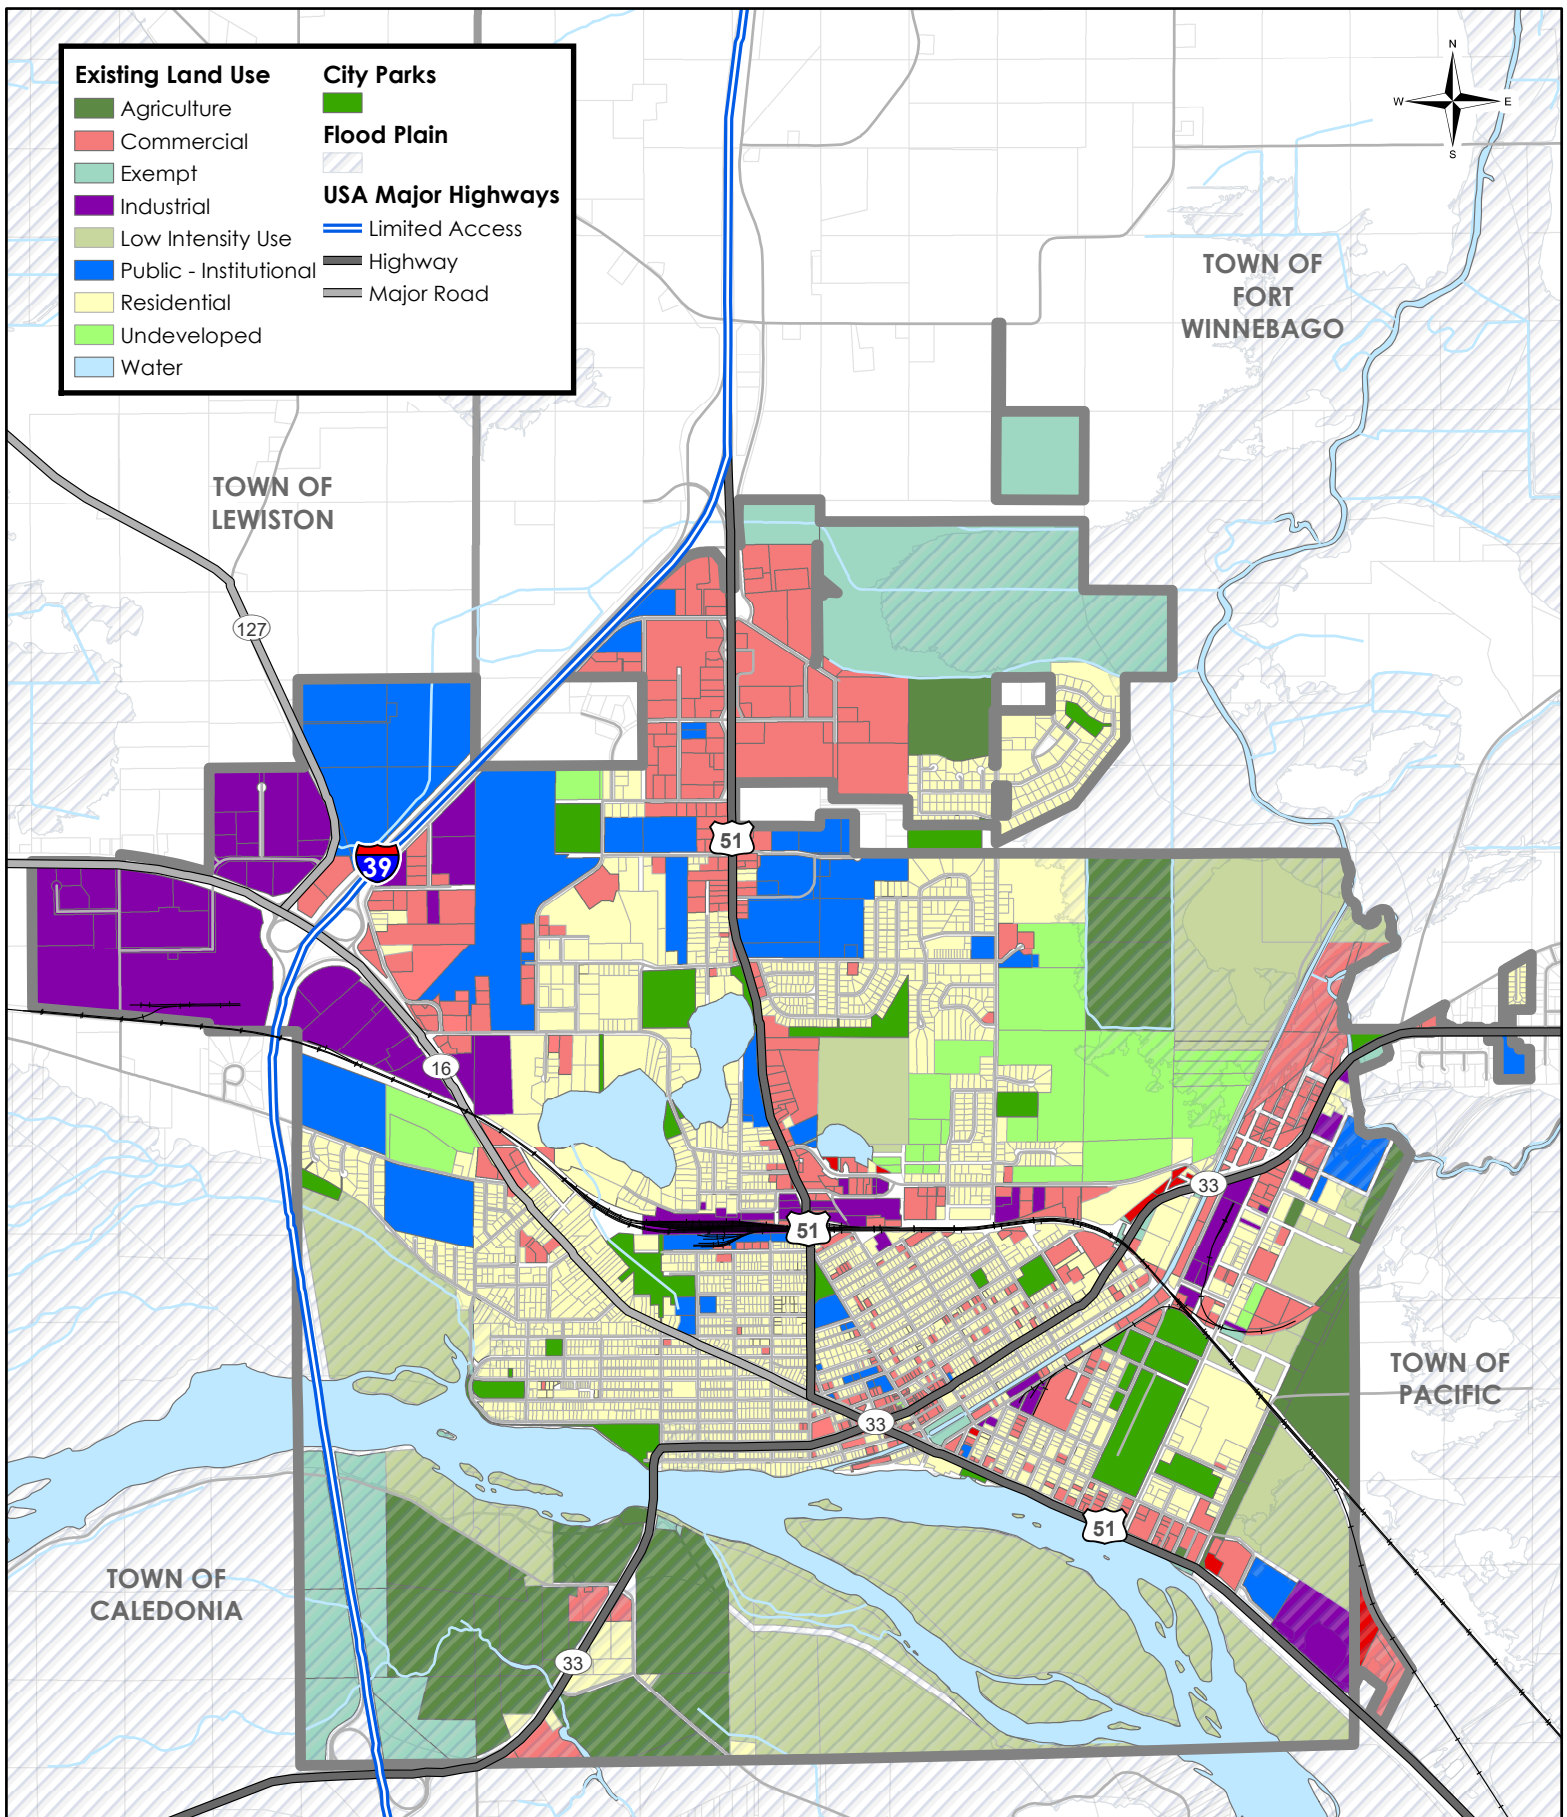 Existing Land Use
Agriculture
Commercial
Exempt
Industrial
Low Intensity Use
Public - Institutional
Residential
Undeveloped
Water
City Parks
Flood Plain
USA Major Highways
Limited Access
Highway
Major Road
N
W
E
S
TOWN OF
FORT
WINNEBAGO
TOWN OF
LEWISTON
127
51
39
16
33
51
TOWN OF
PACIFIC
33
51
TOWN OF
CALEDONIA
33